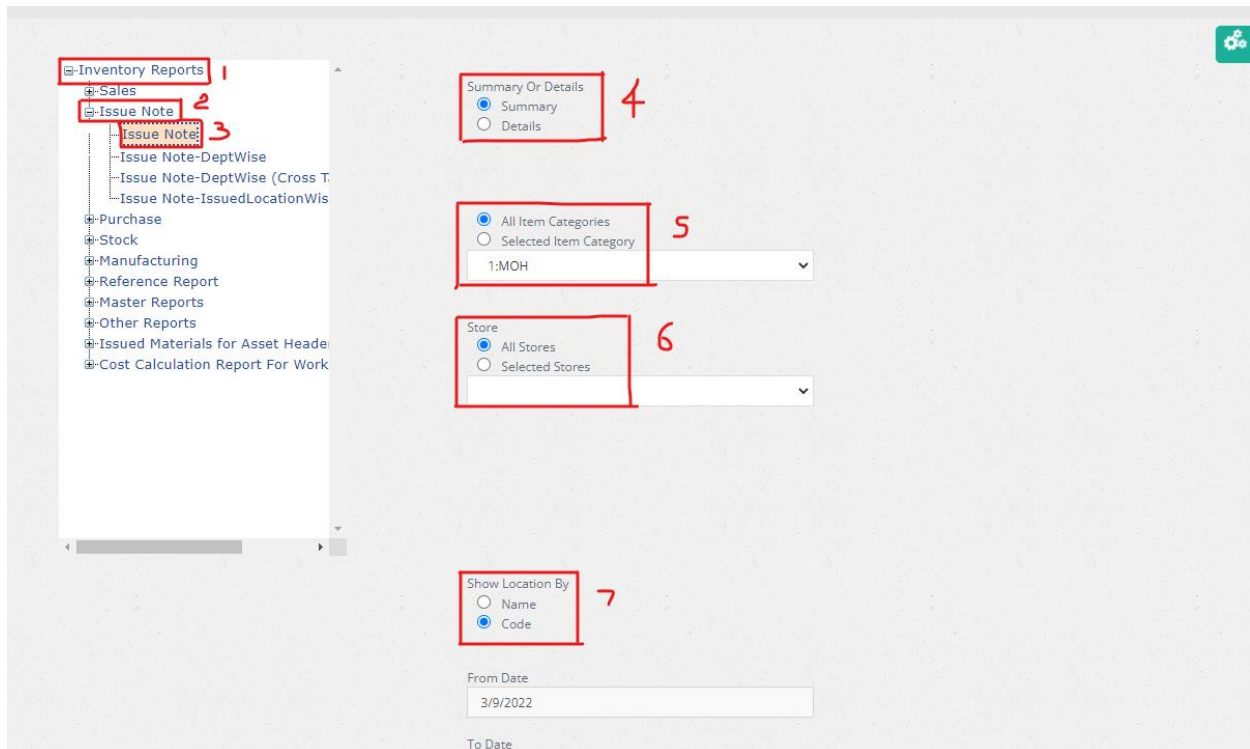 Inventory Reports 1
Sales
Issue Note 2
Issue Note 3
Issue Note-DeptWise
Issue Note-DeptWise (Cross T
Issue Note-IssuedLocationWis
Purchase
Stock
Manufacturing
Reference Report
Master Reports
Other Reports
Issued Materials for Asset Heade
Cost Calculation Report For Work
Summary Or Details 4
Summary
Details
All Item Categories 5
Selected Item Category
1:MOH
Store 6
All Stores
Selected Stores
Show Location By 7
Name
Code
From Date
3/9/2022
To Date